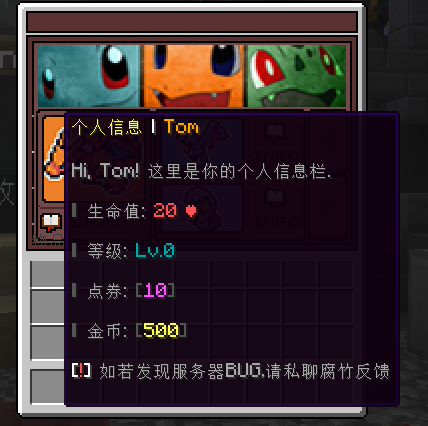 个人信息 | Tom
Hi, Tom! 这里是你的个人信息栏.
生命值: 20 ♥
等级: Lv.0
点券: [10]
金币: [500]
[!] 如若发现服务器BUG,请私聊腐竹反馈